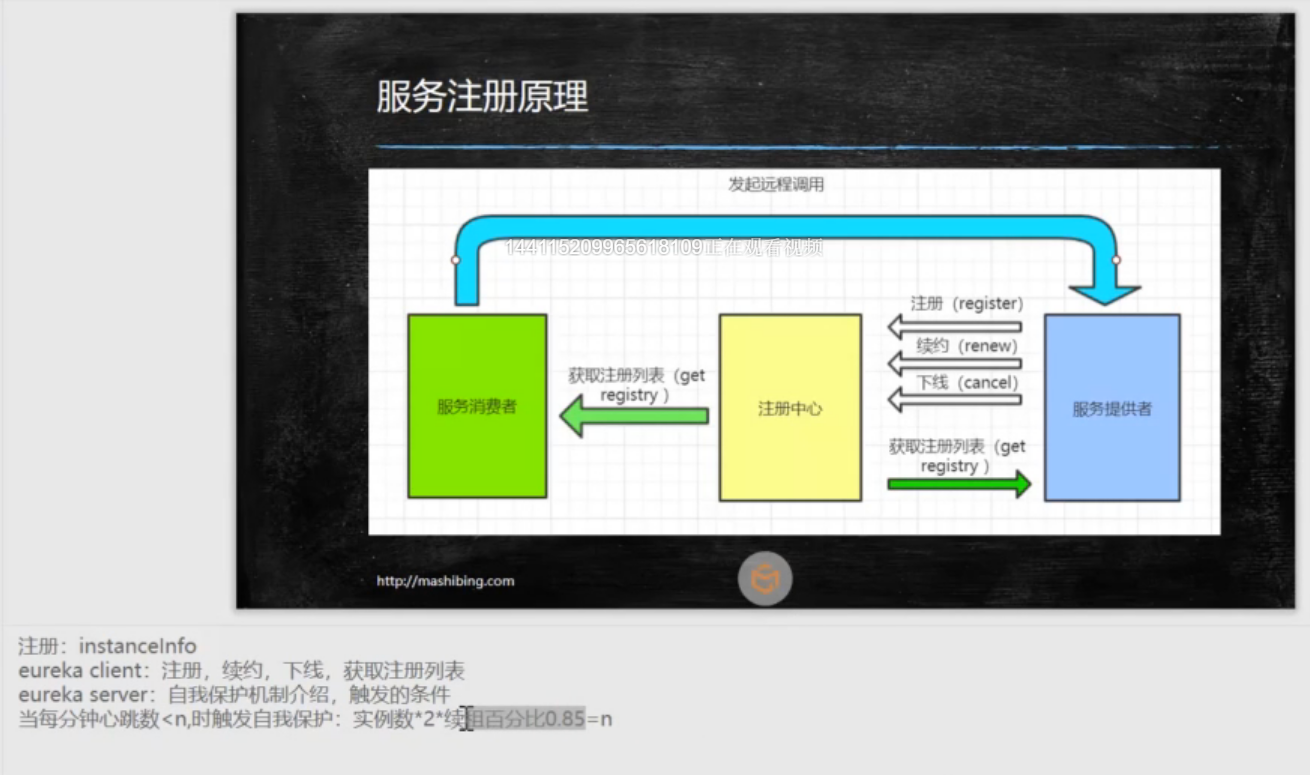 服务注册原理
发起远程调用
144115209965618109正在观看视频
注册（register）
续约（renew）
下线（cancel）
获取注册列表（get
registry ）
服务消费者
注册中心
服务提供者
获取注册列表（get
registry ）
http://mashibing.com
注册：instanceInfo
eureka client：注册，续约，下线，获取注册列表
eureka server：自我保护机制介绍，触发的条件
当每分钟心跳数<n,时触发自我保护：实例数*2*续租百分比0.85=n